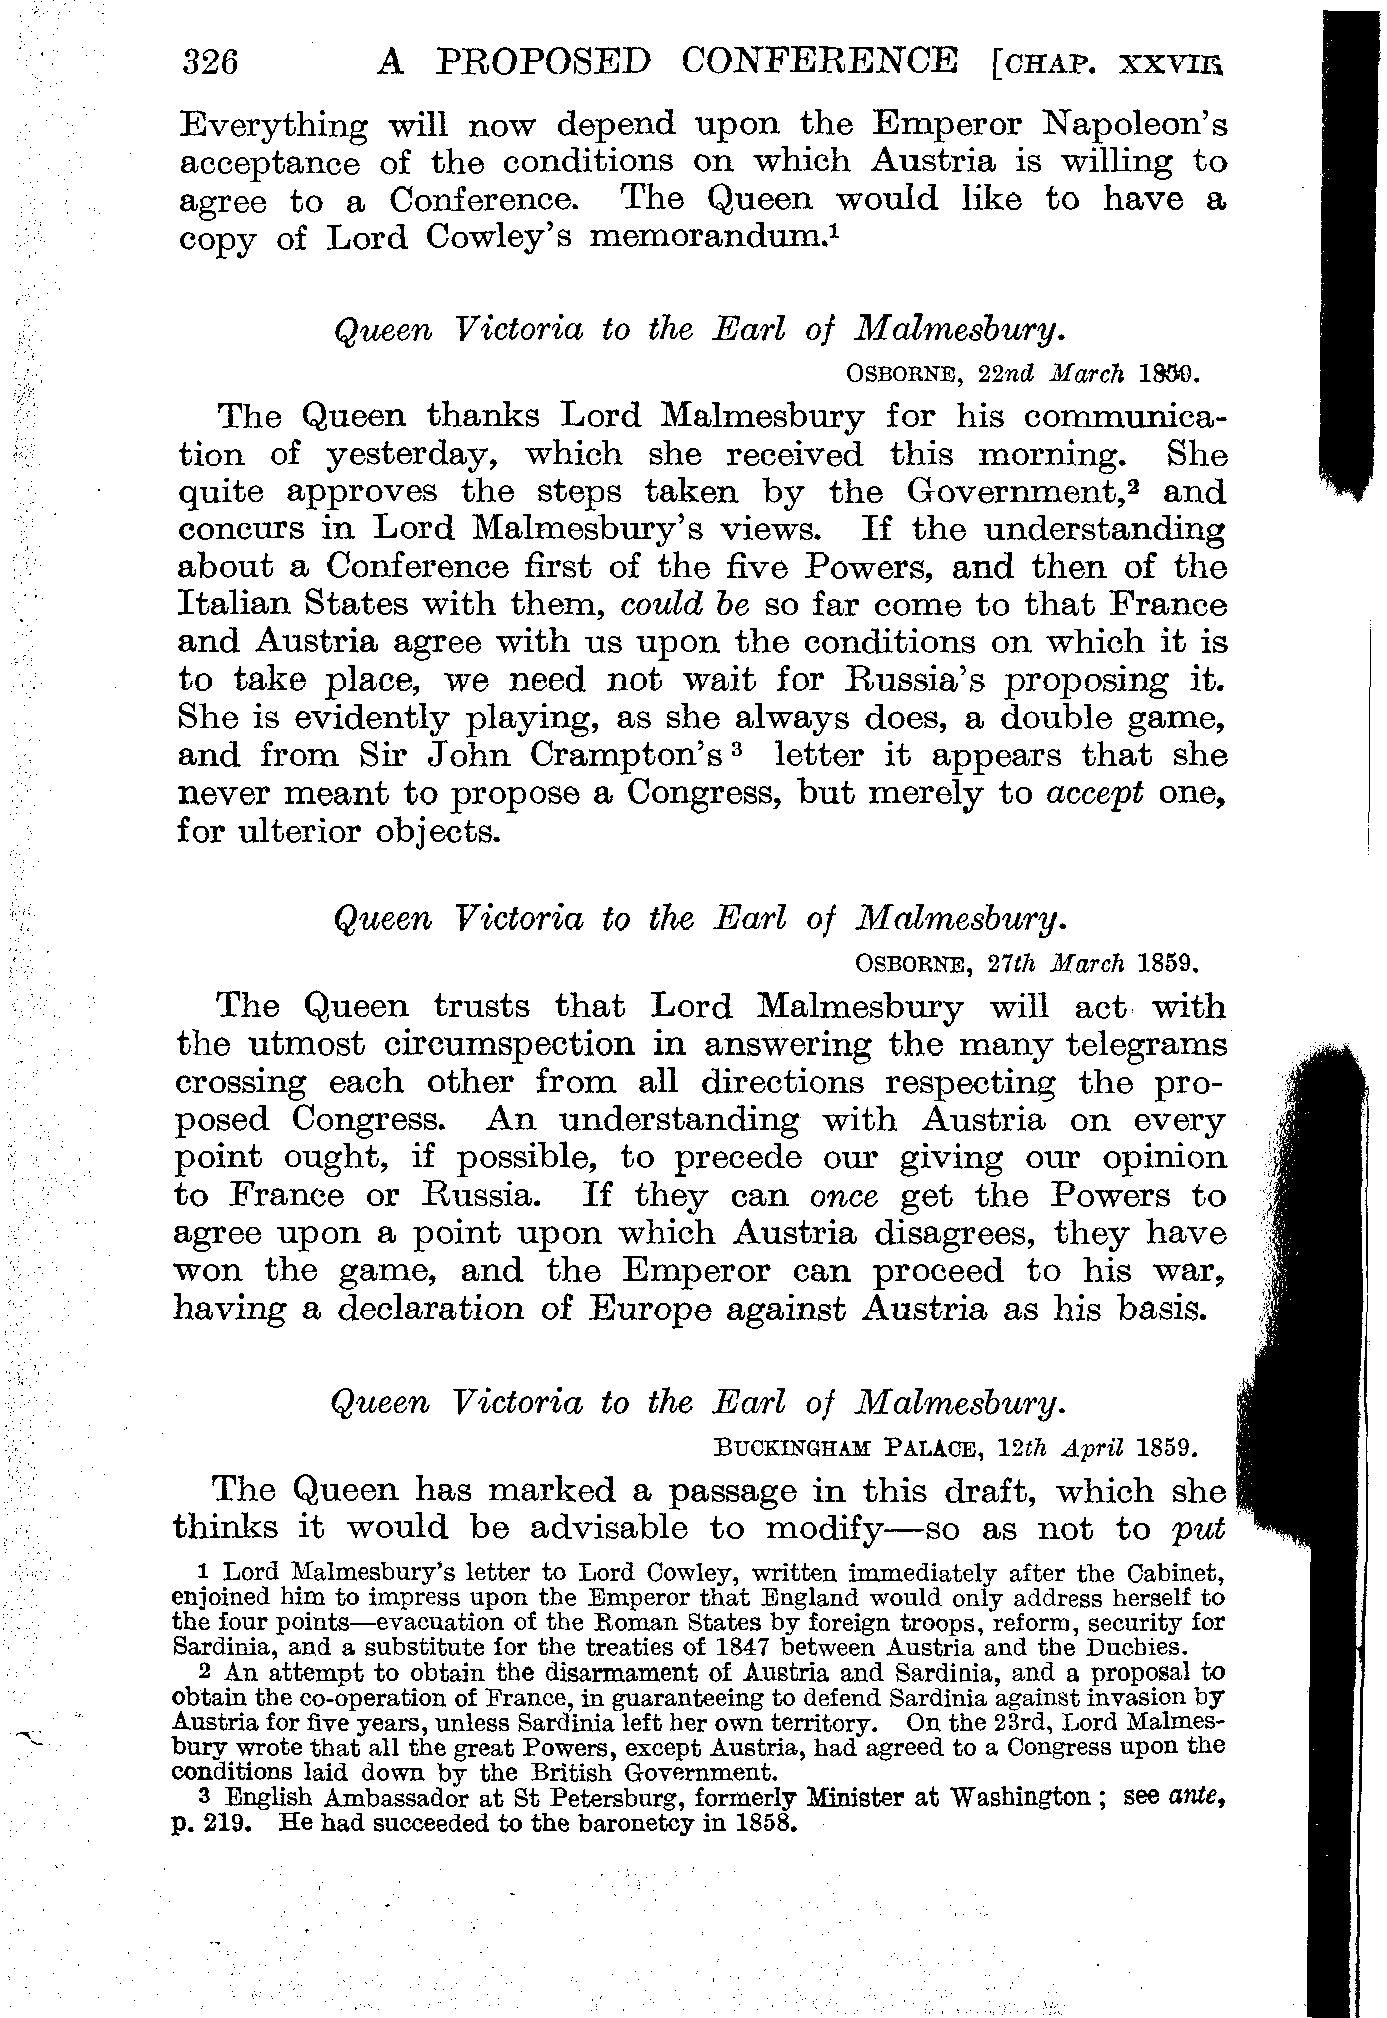 326 A PROPOSED CONFERENCE [CHAP. XXVIII
Everything will now depend upon the Emperor Napoleon's
acceptance of the conditions on which Austria is willing to
agree to a Conference. The Queen would like to have a
copy of Lord Cowley's memorandum.¹
Queen Victoria to the Earl of Malmesbury.
OSBORNE, 22nd March
The Queen thanks Lord Malmesbury for his communica-
tion of yesterday, which she received this morning. She
quite approves the steps taken by the Government,² and
concurs in Lord Malmesbury's views. If the understanding
about a Conference first of the five Powers, and then of the
Italian States with them, could be so far come to that France
and Austria agree with us upon the conditions on which it is
to take place, we need not wait for Russia's proposing it.
She is evidently playing, as she always does, a double game,
and from Sir John Crampton's ³ letter it appears that she
never meant to propose a Congress, but merely to accept one,
for ulterior objects.
Queen Victoria to the Earl of Malmesbury.
OSBORNE, 27th March 1859.
The Queen trusts that Lord Malmesbury will act with
the utmost circumspection in answering the many telegrams
crossing each other from all directions respecting the pro-
posed Congress. An understanding with Austria on every
point ought, if possible, to precede our giving our opinion
to France or Russia. If they can once get the Powers to
agree upon a point upon which Austria disagrees, they have
won the game, and the Emperor can proceed to his war,
having a declaration of Europe against Austria as his basis.
Queen Victoria to the Earl of Malmesbury.
BUCKINGHAM PALACE, 12th April 1859.
The Queen has marked a passage in this draft, which she
thinks it would be advisable to modify—so as not to put
1 Lord Malmesbury's letter to Lord Cowley, written immediately after the Cabinet,
enjoined him to impress upon the Emperor that England would only address herself to
the four points—evacuation of the Roman States by foreign troops, reform, security for
Sardinia, and a substitute for the treaties of 1847 between Austria and the Duchies.
2 An attempt to obtain the disarmament of Austria and Sardinia, and a proposal to
obtain the co-operation of France, in guaranteeing to defend Sardinia against invasion by
Austria for five years, unless Sardinia left her own territory. On the 23rd, Lord Malmes-
bury wrote that all the great Powers, except Austria, had agreed to a Congress upon the
conditions laid down by the British Government.
3 English Ambassador at St Petersburg, formerly Minister at Washington ; see ante,
p. 219. He had succeeded to the baronetcy in 1858.